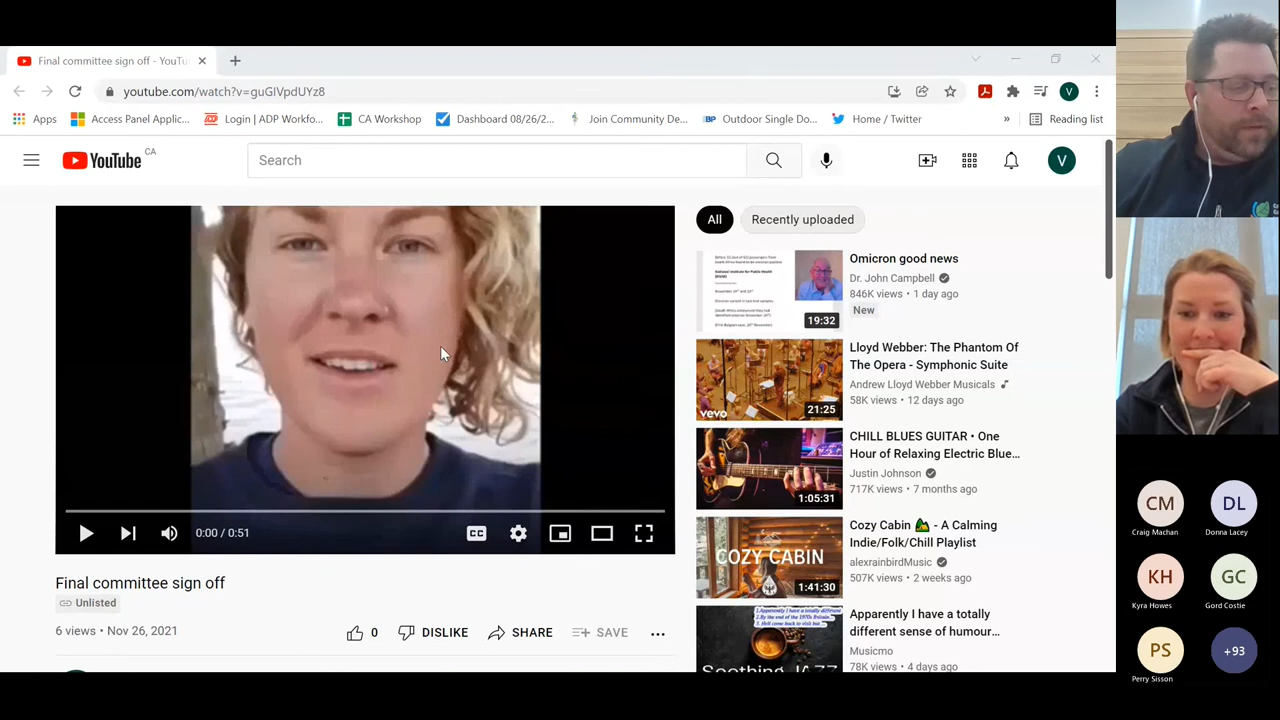 Final committee sign off - YouTu
youtube.com/watch?v=guGIVpdUYz8
V
Apps
Access Panel Applic...
Login | ADP Workfo...
CA Workshop
Dashboard 08/26/2...
Join Community De...
BP
Outdoor Single Do...
Home / Twitter
»
Reading list
YouTube CA
Search
V
All
Recently uploaded
Omicron good news
Dr. John Campbell
846K views • 1 day ago
New
19:32
Lloyd Webber: The Phantom Of
The Opera - Symphonic Suite
Andrew Lloyd Webber Musicals
58K views • 12 days ago
vevo
21:25
CHILL BLUES GUITAR • One
Hour of Relaxing Electric Blue...
Justin Johnson
717K views • 7 months ago
1:05:31
Cozy Cabin 🏕 - A Calming
Indie/Folk/Chill Playlist
alexrainbirdMusic
507K views • 2 weeks ago
COZY CABIN
1:41:30
Apparently I have a totally
different sense of humour...
Musicmo
78K views • 4 days ago
0:00 / 0:51
CC
Final committee sign off
Unlisted
6 views • Nov 26, 2021
0
DISLIKE
SHARE
SAVE
...
CM
Craig Machan
DL
Donna Lacey
KH
Kyra Howes
GC
Gord Costie
PS
Perry Sisson
+93